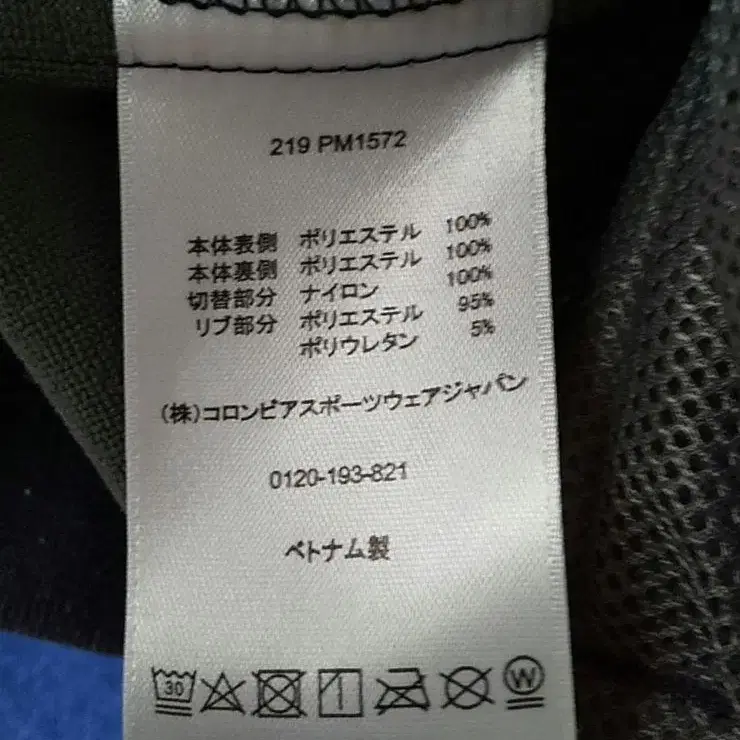 219 PM1572
本体表側 ポリエステル 100%
本体裏側 ポリエステル 100%
切替部分 ナイロン 100%
リブ部分 ポリエステル 95%
ポリウレタン 5%
(株)コロンビアスポーツウェアジャパン
0120-193-821
ベトナム製
30 W